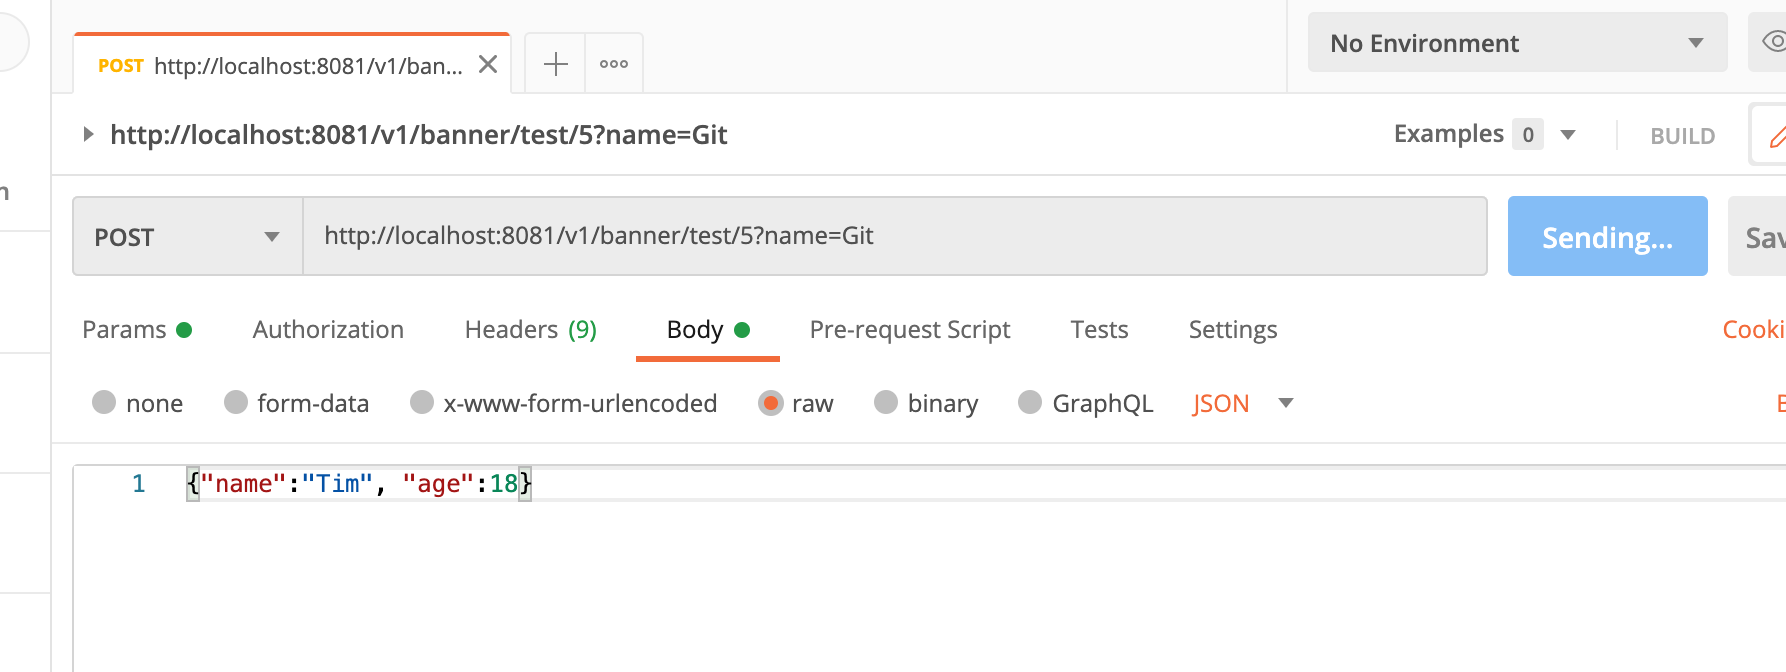 POST http://localhost:8081/v1/ban... No Environment
http://localhost:8081/v1/banner/test/5?name=Git Examples 0 BUILD
POST http://localhost:8081/v1/banner/test/5?name=Git Sending...
Params Authorization Headers (9) Body Pre-request Script Tests Settings
none form-data x-www-form-urlencoded raw binary GraphQL JSON
1 {"name":"Tim", "age":18}